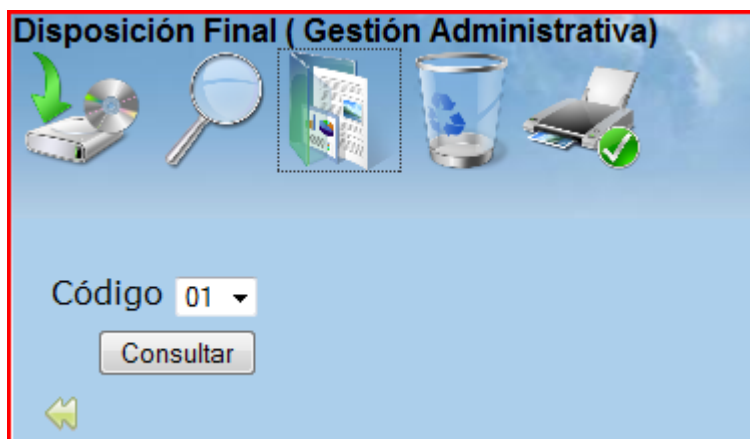 Disposición Final ( Gestión Administrativa)
Código 01
Consultar